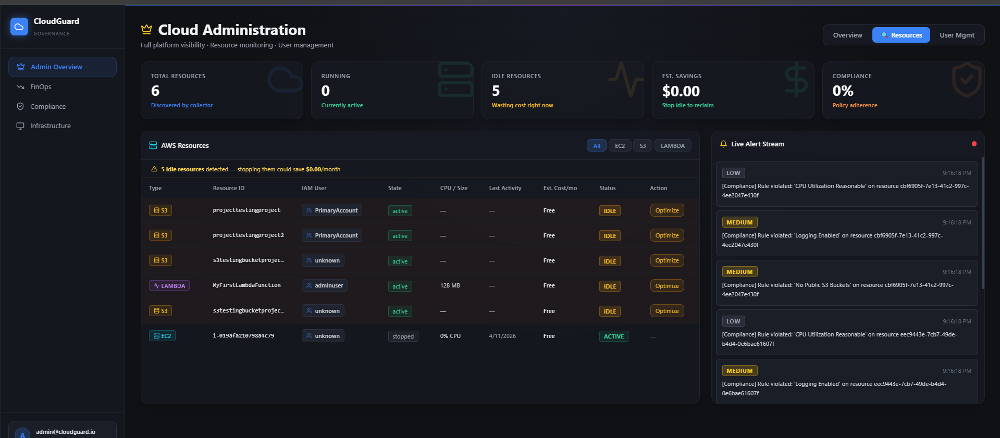 CloudGuard
GOVERNANCE
Admin Overview
FinOps
Compliance
Infrastructure
A
admin@cloudguard.io
Cloud Administration
Full platform visibility · Resource monitoring · User management
Overview
Resources
User Mgmt
TOTAL RESOURCES
6
Discovered by collector
RUNNING
0
Currently active
IDLE RESOURCES
5
Wasting cost right now
EST. SAVINGS
$0.00
Stop idle to reclaim
COMPLIANCE
0%
Policy adherence
AWS Resources
All EC2 S3 LAMBDA
5 idle resources detected — stopping them could save $0.00/month
Type Resource ID IAM User State CPU / Size Last Activity Est. Cost/mo Status Action
S3 projecttestingproject PrimaryAccount active — — Free IDLE Optimize
S3 projecttestingproject2 PrimaryAccount active — — Free IDLE Optimize
S3 s3testingbucketprojec… unknown active — — Free IDLE Optimize
LAMBDA MyFirstLambdaFunction adminuser active 128 MB — Free IDLE Optimize
S3 s3testingbucketprojec… unknown active — — Free IDLE Optimize
EC2 i-019afa210798a4c79 unknown stopped 0% CPU 4/11/2026 Free ACTIVE —
Live Alert Stream
LOW 9:16:18 PM
[Compliance] Rule violated: 'CPU Utilization Reasonable' on resource cbf6905f-7e13-41c2-997c-
4ee2047e430f
MEDIUM 9:16:18 PM
[Compliance] Rule violated: 'Logging Enabled' on resource cbf6905f-7e13-41c2-997c-
4ee2047e430f
MEDIUM 9:16:18 PM
[Compliance] Rule violated: 'No Public S3 Buckets' on resource cbf6905f-7e13-41c2-997c-
4ee2047e430f
LOW 9:16:18 PM
[Compliance] Rule violated: 'CPU Utilization Reasonable' on resource eec9443e-7cb7-49de-
b4d4-0e6bae61607f
MEDIUM 9:16:18 PM
[Compliance] Rule violated: 'Logging Enabled' on resource eec9443e-7cb7-49de-b4d4-
0e6bae61607f